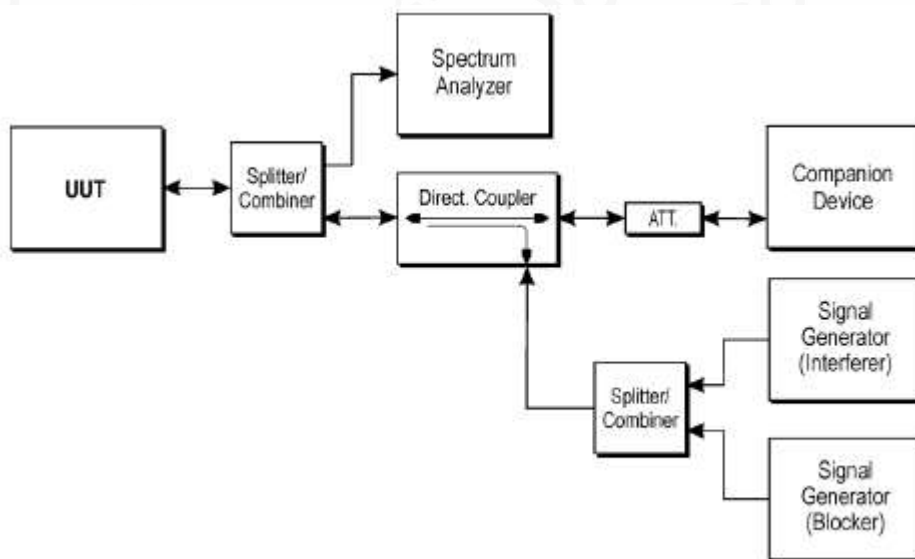 Spectrum
Analyzer
UUT
Splitter/
Combiner
Direct. Coupler
ATT.
Companion
Device
Signal
Generator
(Interferer)
Splitter/
Combiner
Signal
Generator
(Blocker)